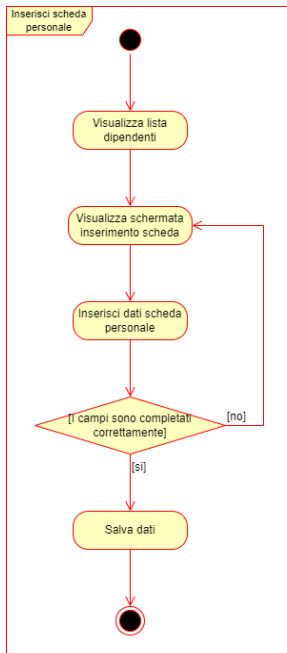 Inserisci scheda
personale
Visualizza lista
dipendenti
Visualizza schermata
inserimento scheda
Inserisci dati scheda
personale
[I campi sono completati
correttamente]
[no]
[si]
Salva dati